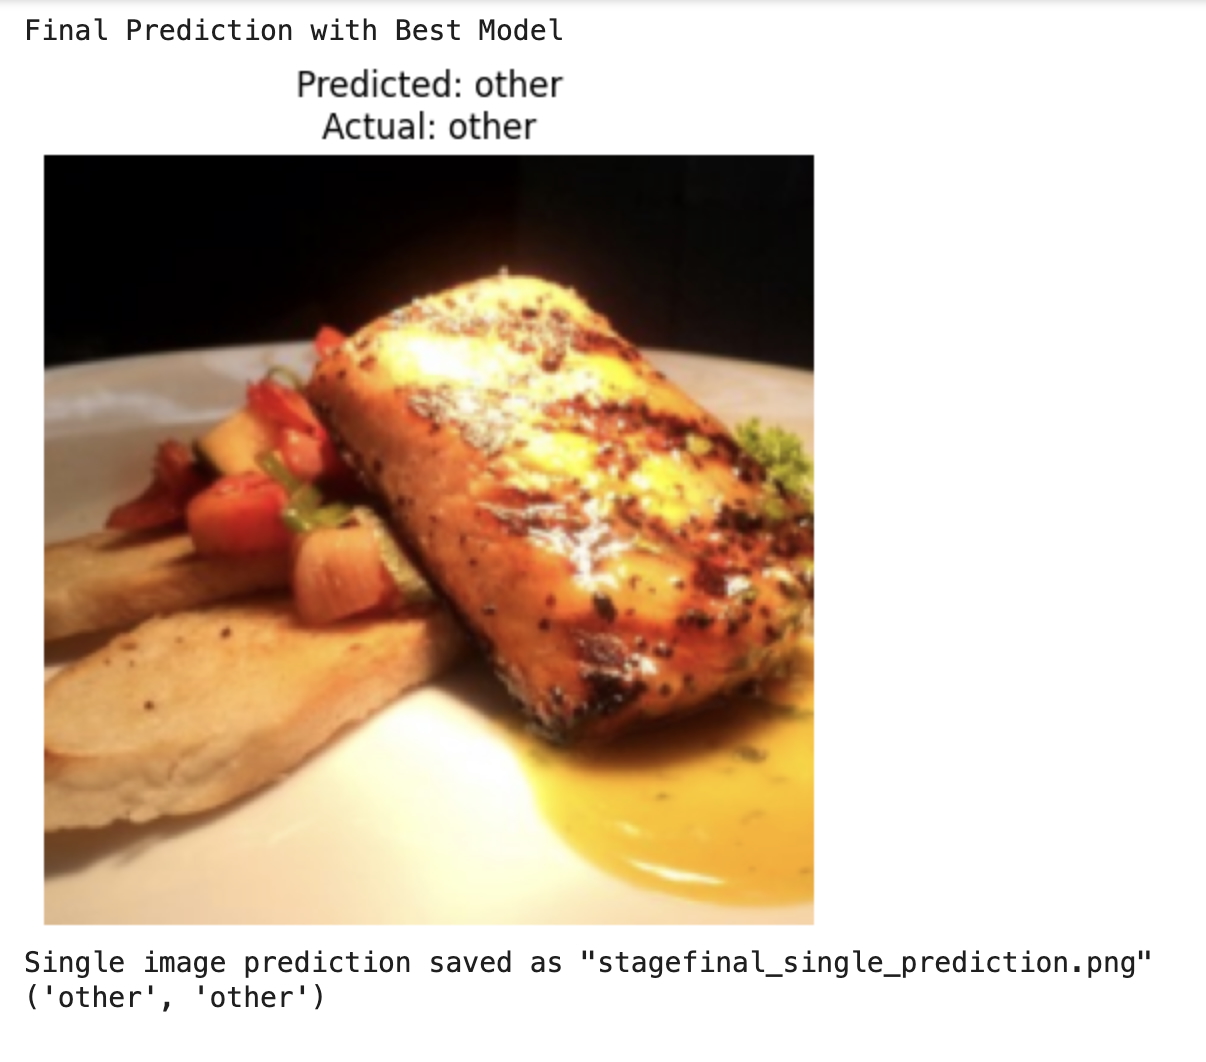 Final Prediction with Best Model
Predicted: other
Actual: other
Single image prediction saved as "stagefinal_single_prediction.png"
('other', 'other')